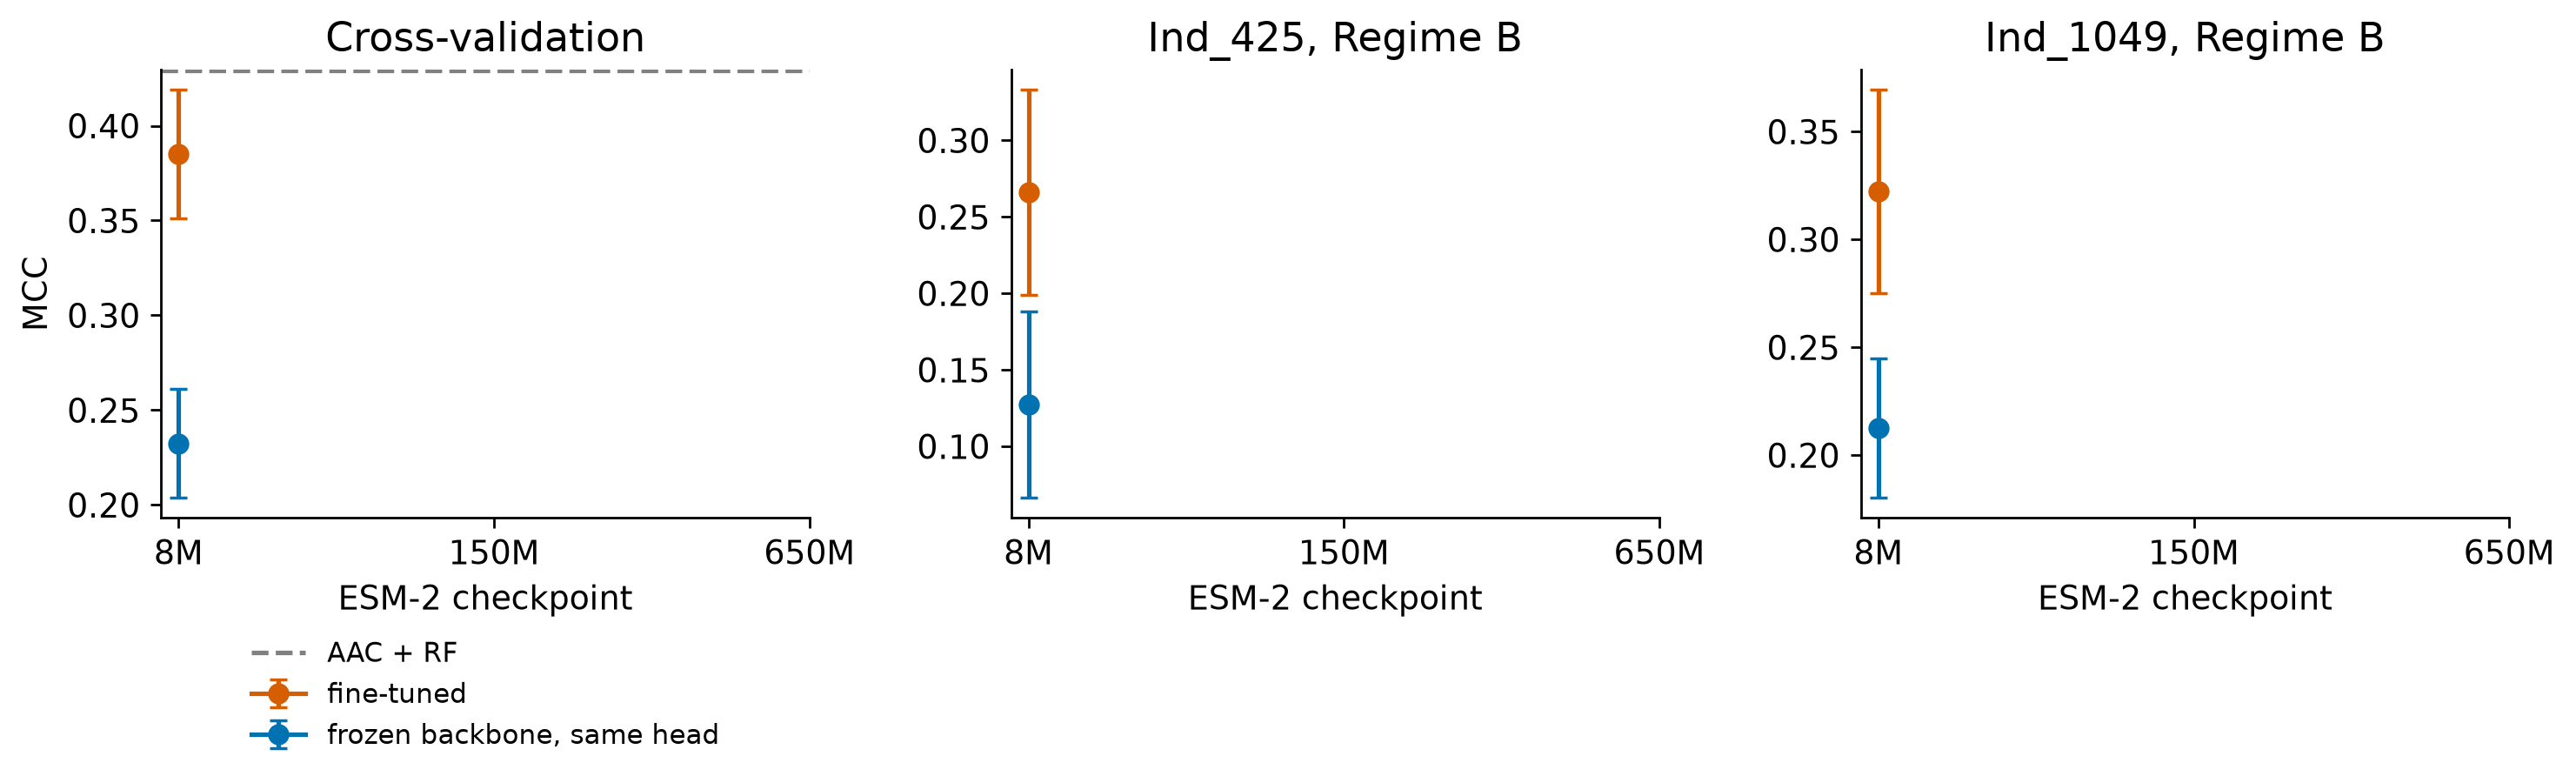 Cross-validation
Ind_425, Regime B
Ind_1049, Regime B
MCC
0.40
0.35
0.30
0.25
0.20
8M
150M
650M
ESM-2 checkpoint
0.30
0.25
0.20
0.15
0.10
8M
150M
650M
ESM-2 checkpoint
0.35
0.30
0.25
0.20
8M
150M
650M
ESM-2 checkpoint
AAC + RF
fine-tuned
frozen backbone, same head